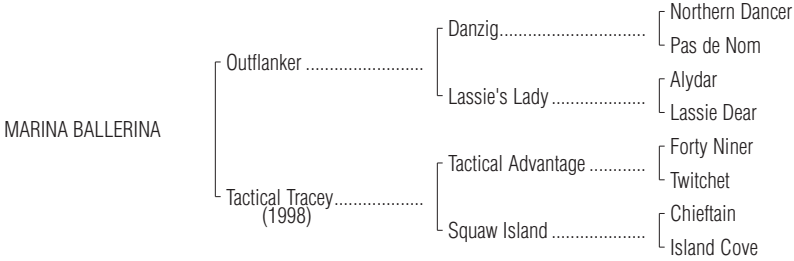 Northern Dancer
Danzig..............................
Pas de Nom
Outflanker ........................
Alydar
Lassie's Lady ...................
Lassie Dear
MARINA BALLERINA
Forty Niner
Tactical Advantage ............
Twitchet
Tactical Tracey..................
(1998)
Chieftain
Squaw Island ...................
Island Cove